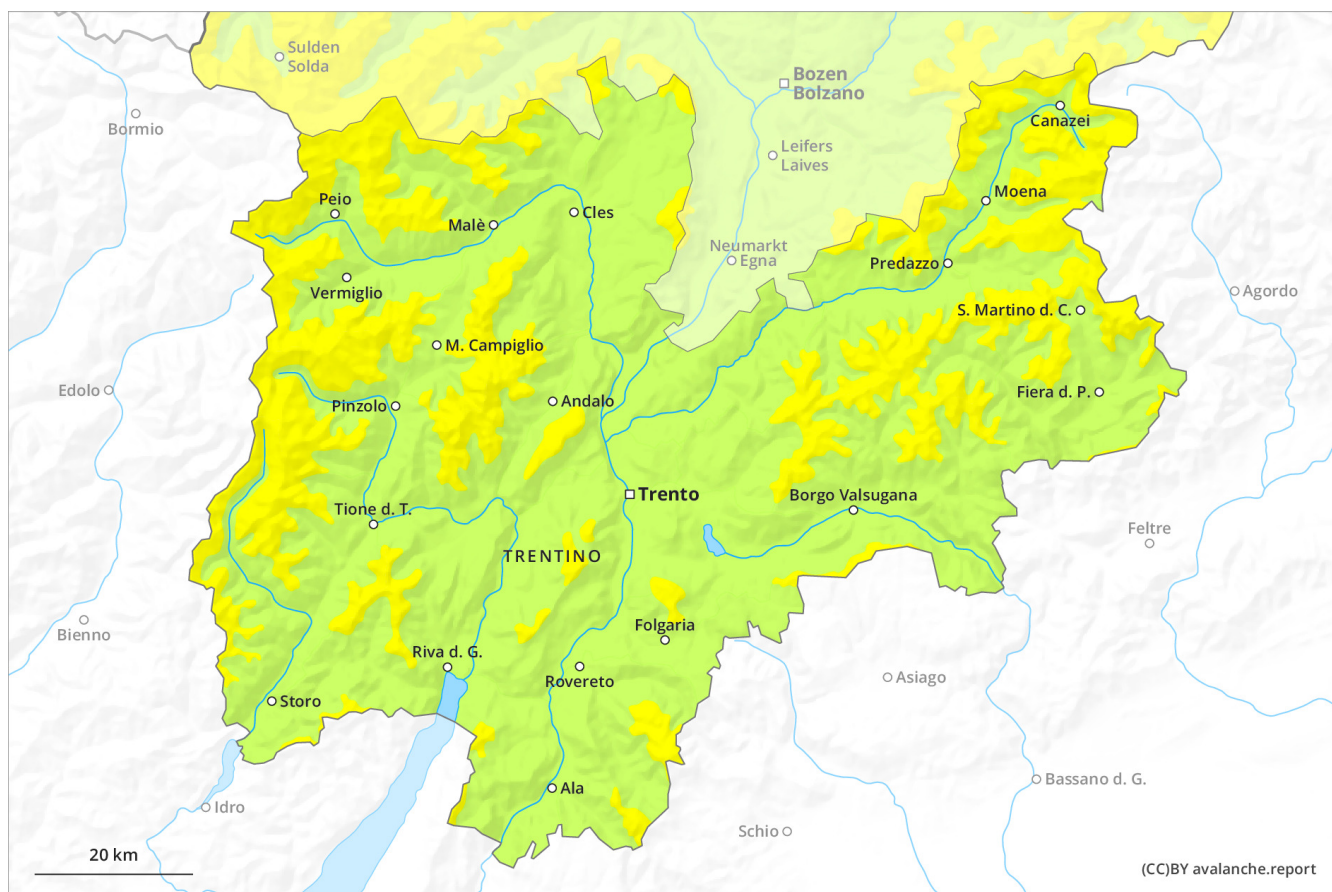 Sulden
Solda
Bozen
Bolzano
Bormio
Canazei
Leifers
Laives
Peio
Moena
Malè
Cles
Neumarkt
Egna
Predazzo
Vermiglio
Agordo
S. Martino d. C.
M. Campiglio
Edolo
Fiera d. P.
Pinzolo
Andalo
Trento
Borgo Valsugana
Tione d. T.
Feltre
TRENTINO
Bienno
Folgaria
Riva d. G.
Rovereto
Asiago
Storo
Bassano d. G.
Ala
Idro
Schio
20 km
(CC)BY avalanche.report